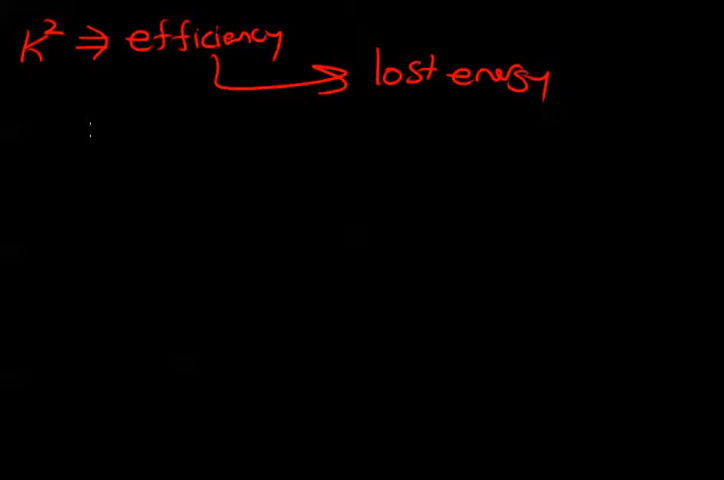 K² ⇒ efficiency
lost energy